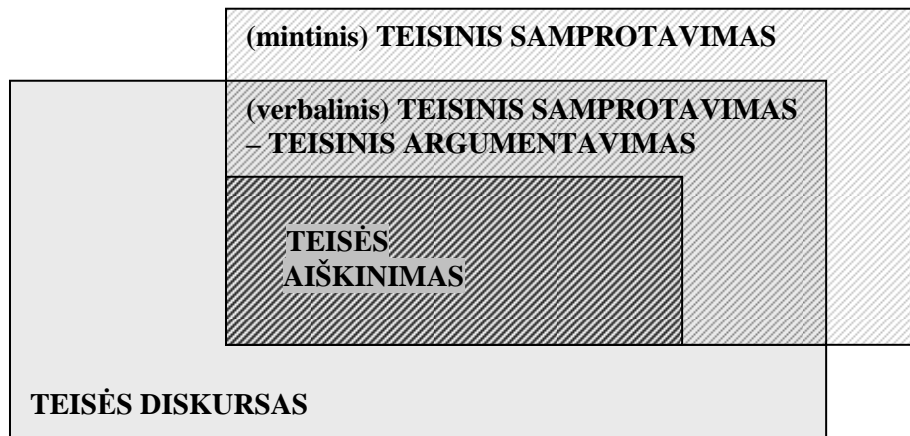 (mintinis) TEISINIS SAMPROTAVIMAS
(verbalinis) TEISINIS SAMPROTAVIMAS
– TEISINIS ARGUMENTAVIMAS
TEISĖS
AIŠKINIMAS
TEISĖS DISKURSAS